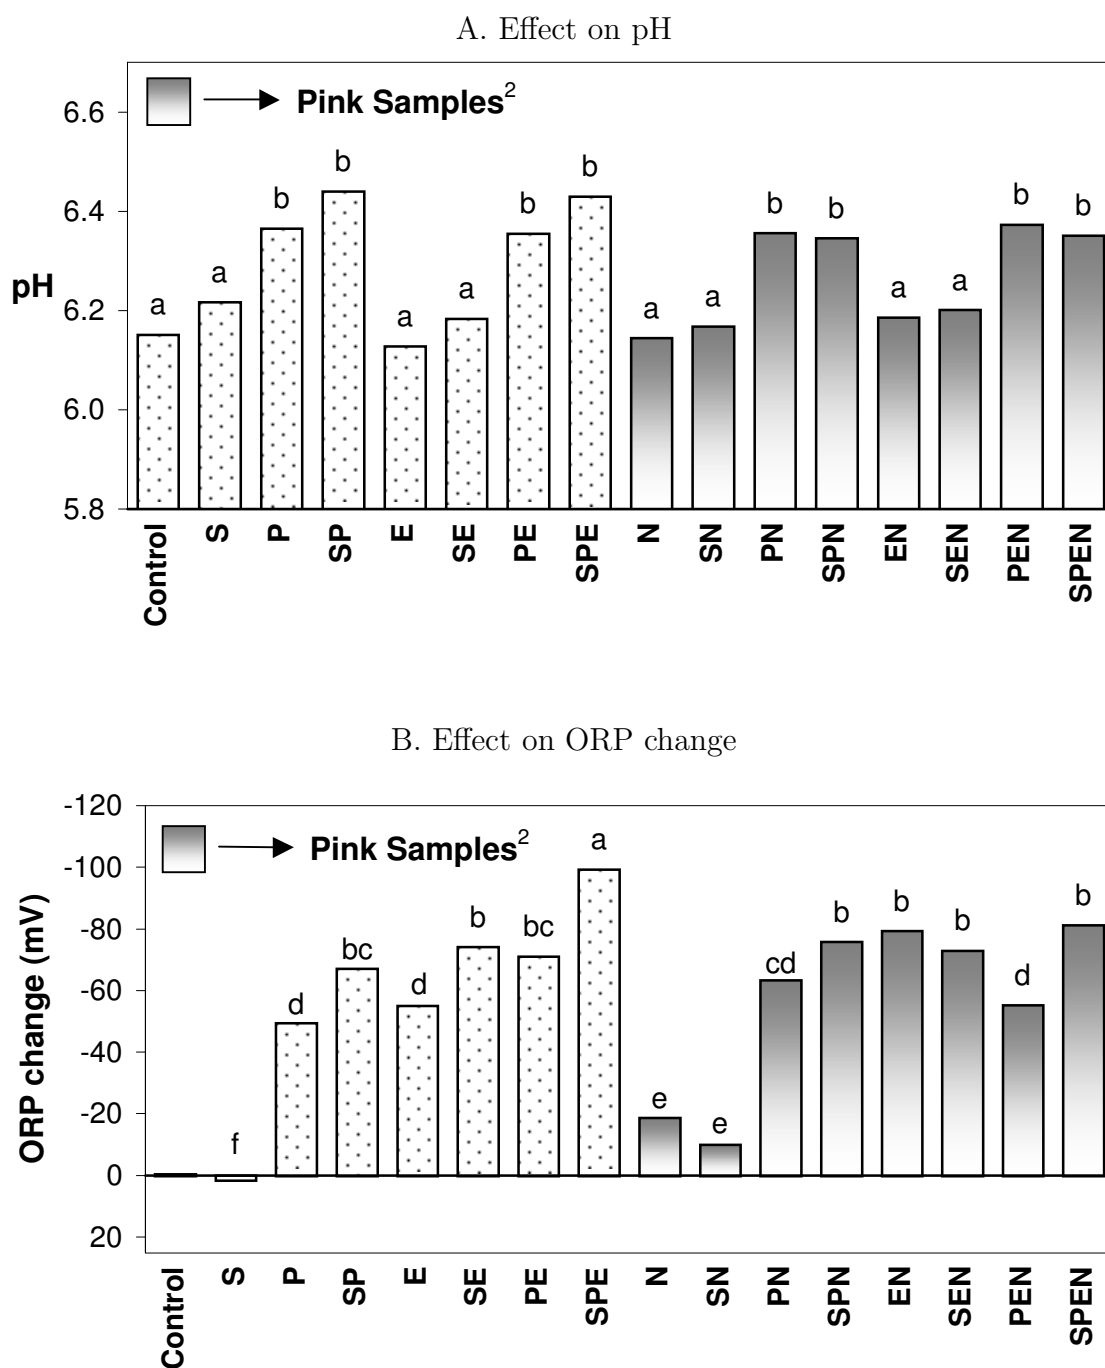 A. Effect on pH
Pink Samples2
6.6
6.4
6.2
6.0
5.8
pH
a a b b a a b b a a b b a a b b
Control S P SP E SE PE SPE N SN PN SPN EN SEN PEN SPEN
B. Effect on ORP change
Pink Samples2
-120
-100
-80
-60
-40
-20
0
20
ORP change (mV)
f d bc d b bc a e e cd b b b d b
Control S P SP E SE PE SPE N SN PN SPN EN SEN PEN SPEN